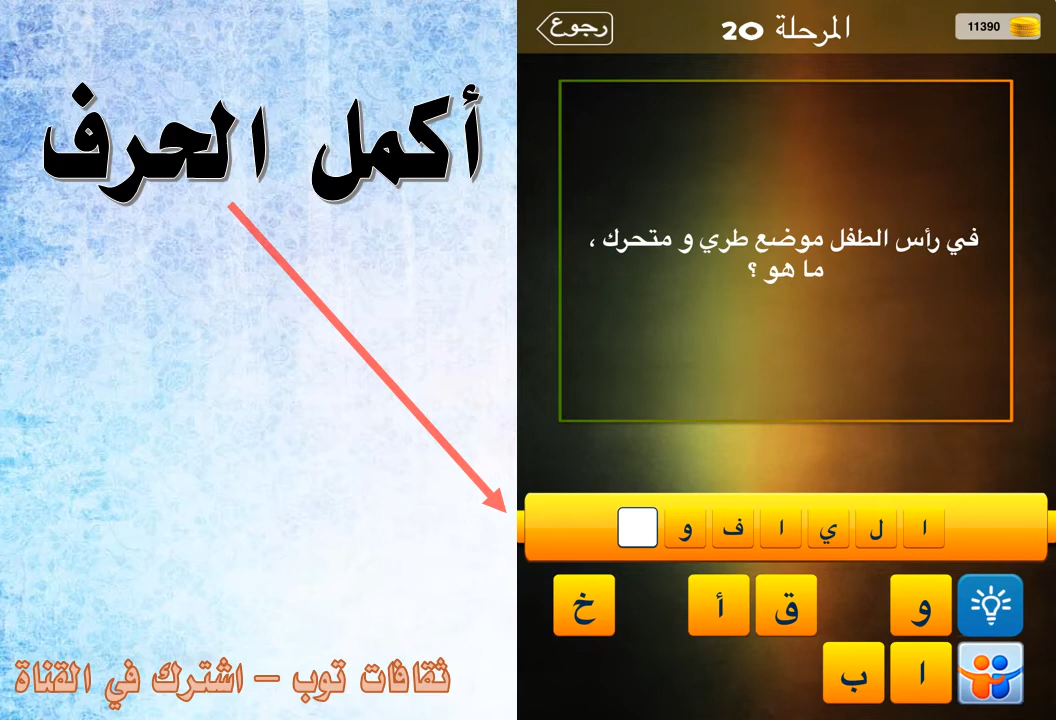 أكمل الحرف
ثقافات توب – اشترك في القناة
رجوع
المرحلة 20
11390
في رأس الطفل موضع طري و متحرك ،
ما هو ؟
ا ل ي ا ف و
و ق أ خ
ا ب